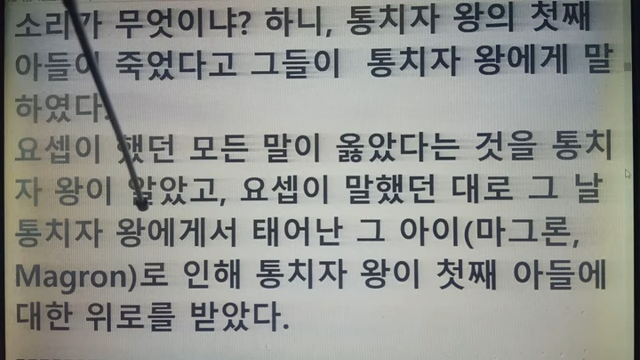 소리가 무엇이냐? 하니, 통치자 왕의 첫째
아들이 죽었다고 그들이 통치자 왕에게 말
하였다.
요셉이 했던 모든 말이 옳았다는 것을 통치
자 왕이 알았고, 요셉이 말했던 대로 그 날
통치자 왕에게서 태어난 그 아이(마그론,
Magron)로 인해 통치자 왕이 첫째 아들에
대한 위로를 받았다.